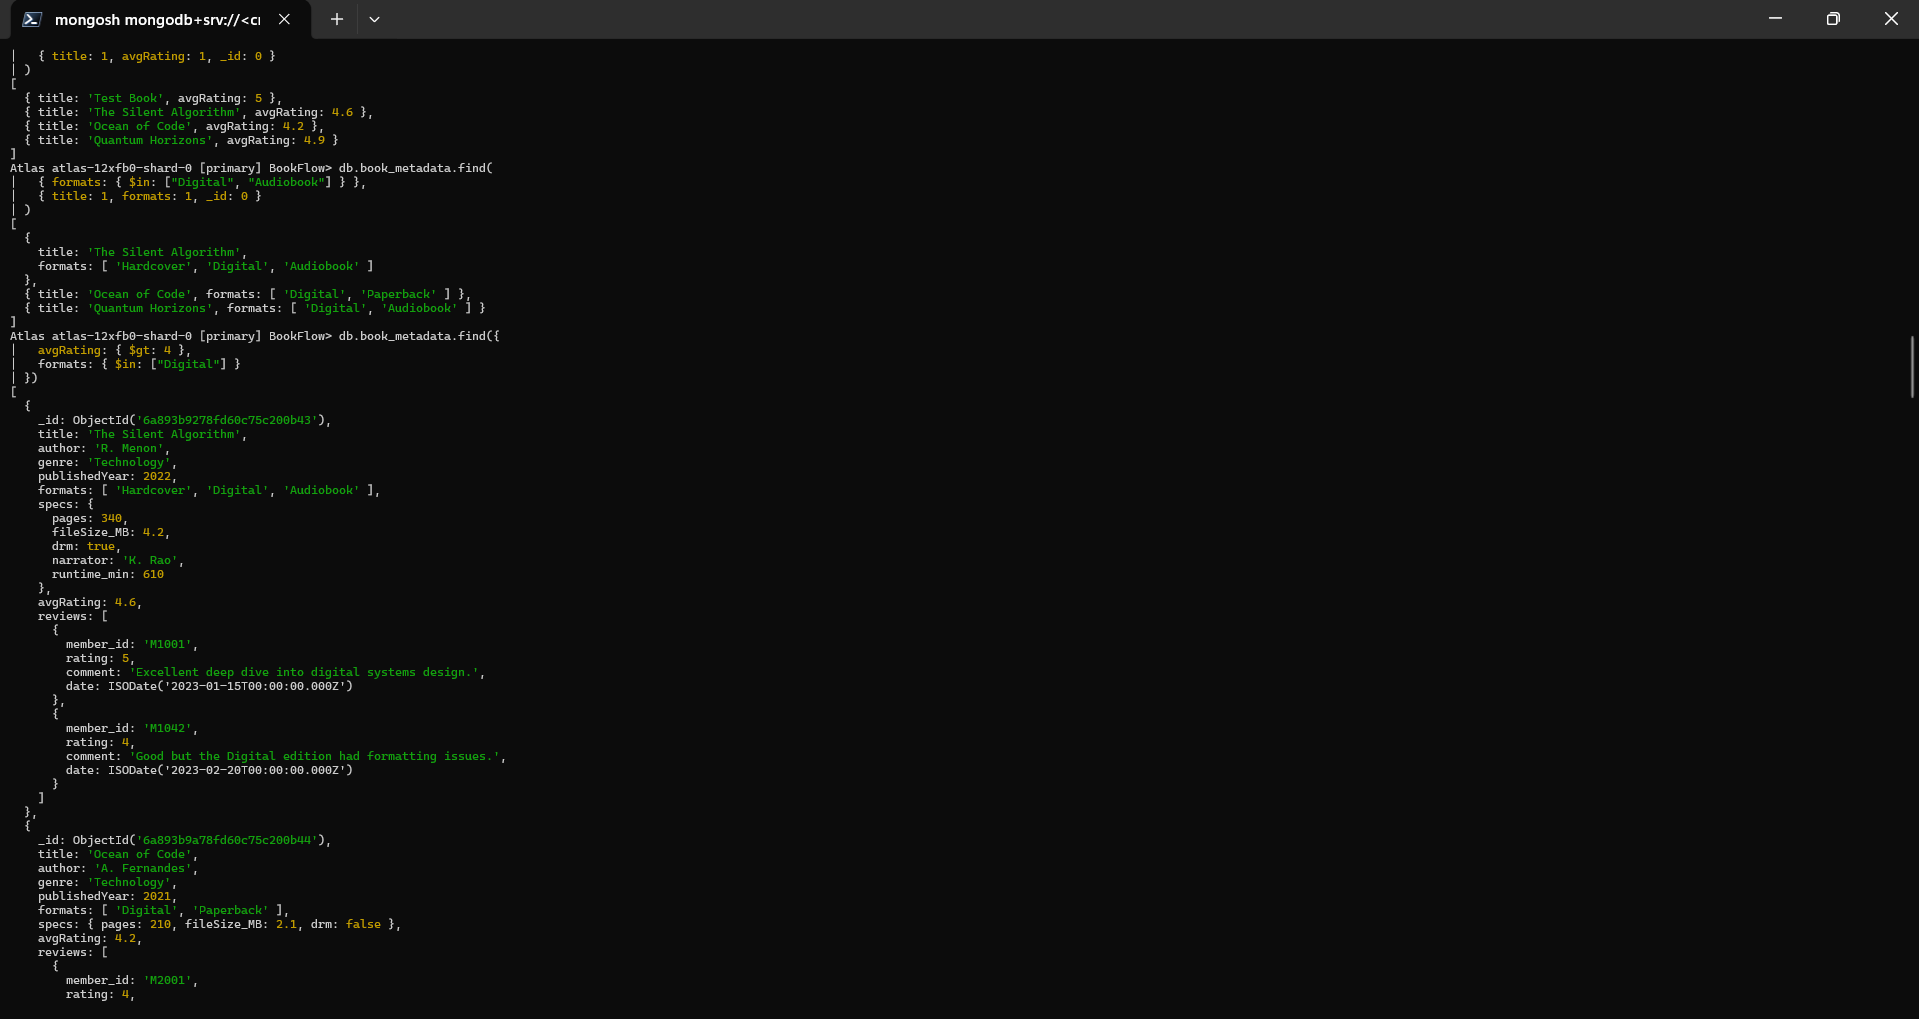 mongosh mongodb+srv://<cr
|   { title: 1, avgRating: 1, _id: 0 }
| )
[
  { title: 'Test Book', avgRating: 5 },
  { title: 'The Silent Algorithm', avgRating: 4.6 },
  { title: 'Ocean of Code', avgRating: 4.2 },
  { title: 'Quantum Horizons', avgRating: 4.9 }
]
Atlas atlas-12xfb0-shard-0 [primary] BookFlow> db.book_metadata.find(
|   { formats: { $in: ["Digital", "Audiobook"] } },
|   { title: 1, formats: 1, _id: 0 }
| )
[
  {
    title: 'The Silent Algorithm',
    formats: [ 'Hardcover', 'Digital', 'Audiobook' ]
  },
  { title: 'Ocean of Code', formats: [ 'Digital', 'Paperback' ] },
  { title: 'Quantum Horizons', formats: [ 'Digital', 'Audiobook' ] }
]
Atlas atlas-12xfb0-shard-0 [primary] BookFlow> db.book_metadata.find({
|   avgRating: { $gt: 4 },
|   formats: { $in: ["Digital"] }
| })
[
  {
    _id: ObjectId('6a893b9278fd60c75c200b43'),
    title: 'The Silent Algorithm',
    author: 'R. Menon',
    genre: 'Technology',
    publishedYear: 2022,
    formats: [ 'Hardcover', 'Digital', 'Audiobook' ],
    specs: {
      pages: 340,
      fileSize_MB: 4.2,
      drm: true,
      narrator: 'K. Rao',
      runtime_min: 610
    },
    avgRating: 4.6,
    reviews: [
      {
        member_id: 'M1001',
        rating: 5,
        comment: 'Excellent deep dive into digital systems design.',
        date: ISODate('2023-01-15T00:00:00.000Z')
      },
      {
        member_id: 'M1042',
        rating: 4,
        comment: 'Good but the Digital edition had formatting issues.',
        date: ISODate('2023-02-20T00:00:00.000Z')
      }
    ]
  },
  {
    _id: ObjectId('6a893b9a78fd60c75c200b44'),
    title: 'Ocean of Code',
    author: 'A. Fernandes',
    genre: 'Technology',
    publishedYear: 2021,
    formats: [ 'Digital', 'Paperback' ],
    specs: { pages: 210, fileSize_MB: 2.1, drm: false },
    avgRating: 4.2,
    reviews: [
      {
        member_id: 'M2001',
        rating: 4,